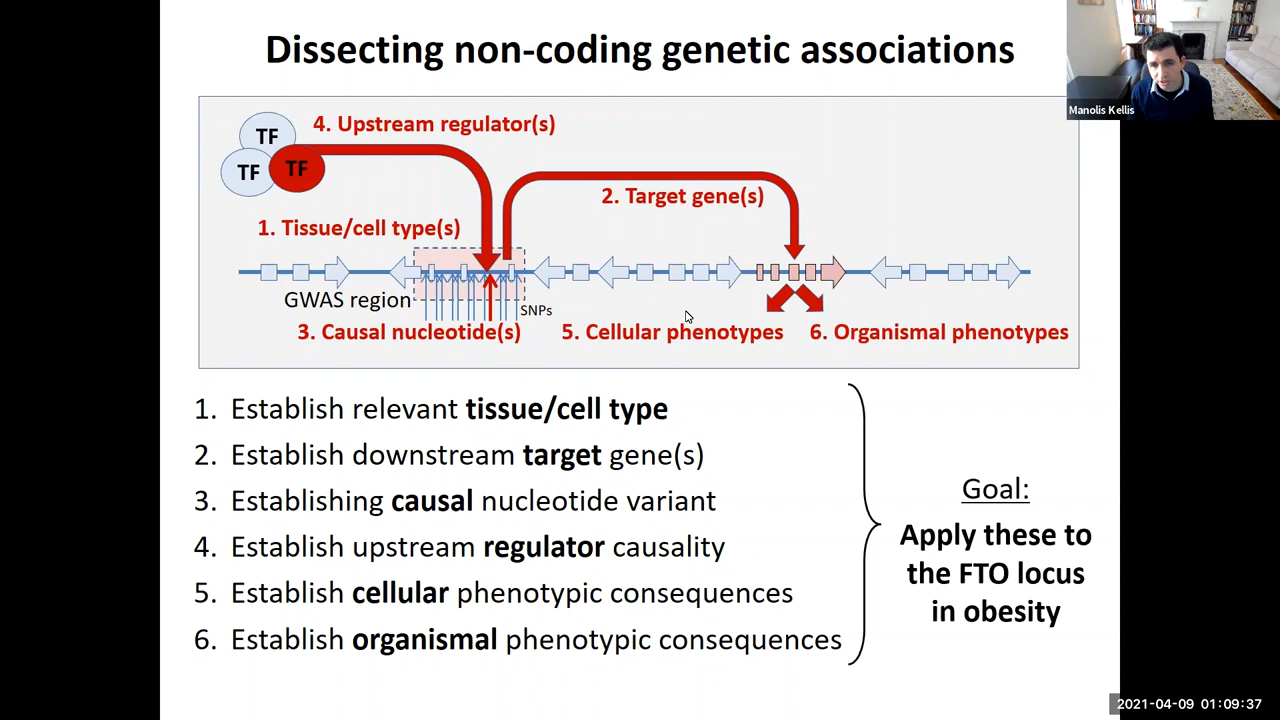 Dissecting non-coding genetic associations
Manolis Kellis
TF
4. Upstream regulator(s)
TF
TF
2. Target gene(s)
1. Tissue/cell type(s)
GWAS region
SNPs
3. Causal nucleotide(s)
5. Cellular phenotypes
6. Organismal phenotypes
1. Establish relevant tissue/cell type
2. Establish downstream target gene(s)
3. Establishing causal nucleotide variant
4. Establish upstream regulator causality
5. Establish cellular phenotypic consequences
6. Establish organismal phenotypic consequences
Goal:
Apply these to
the FTO locus
in obesity
2021-04-09 01:09:37